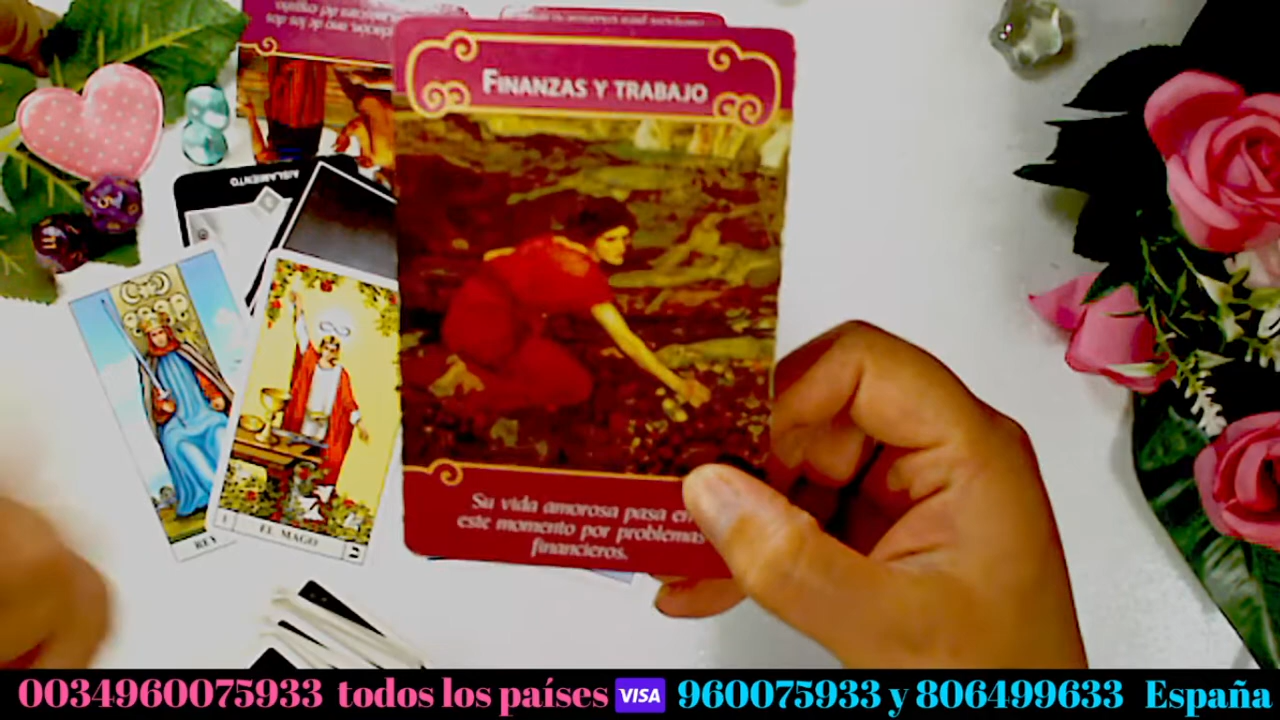 FINANZAS Y TRABAJO
AISLAMIENTO
Su vida amorosa pasa en
este momento por problemas
financieros.
REY
I EL MAGO
0034960075933 todos los países VISA 960075933 y 806499633 España